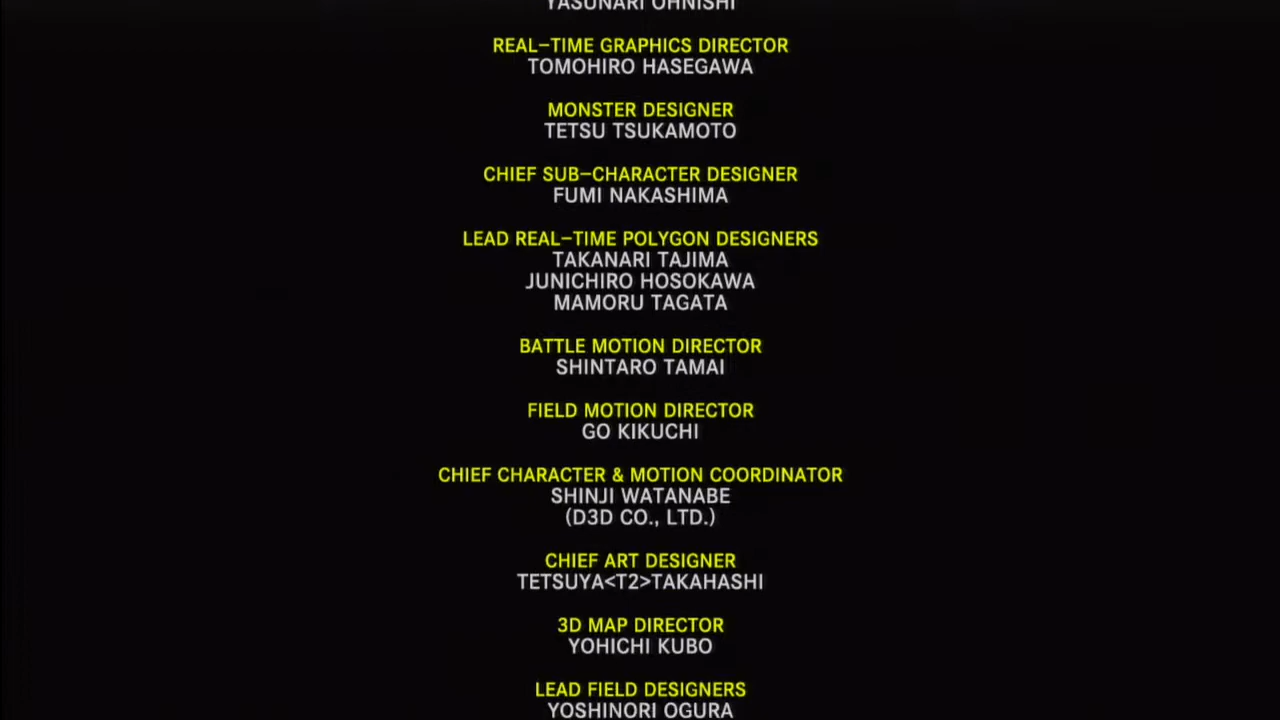 YASUNARI OHNISHI
REAL-TIME GRAPHICS DIRECTOR
TOMOHIRO HASEGAWA
MONSTER DESIGNER
TETSU TSUKAMOTO
CHIEF SUB-CHARACTER DESIGNER
FUMI NAKASHIMA
LEAD REAL-TIME POLYGON DESIGNERS
TAKANARI TAJIMA
JUNICHIRO HOSOKAWA
MAMORU TAGATA
BATTLE MOTION DIRECTOR
SHINTARO TAMAI
FIELD MOTION DIRECTOR
GO KIKUCHI
CHIEF CHARACTER & MOTION COORDINATOR
SHINJI WATANABE
(D3D CO., LTD.)
CHIEF ART DESIGNER
TETSUYA<T2>TAKAHASHI
3D MAP DIRECTOR
YOHICHI KUBO
LEAD FIELD DESIGNERS
YOSHINORI OGURA